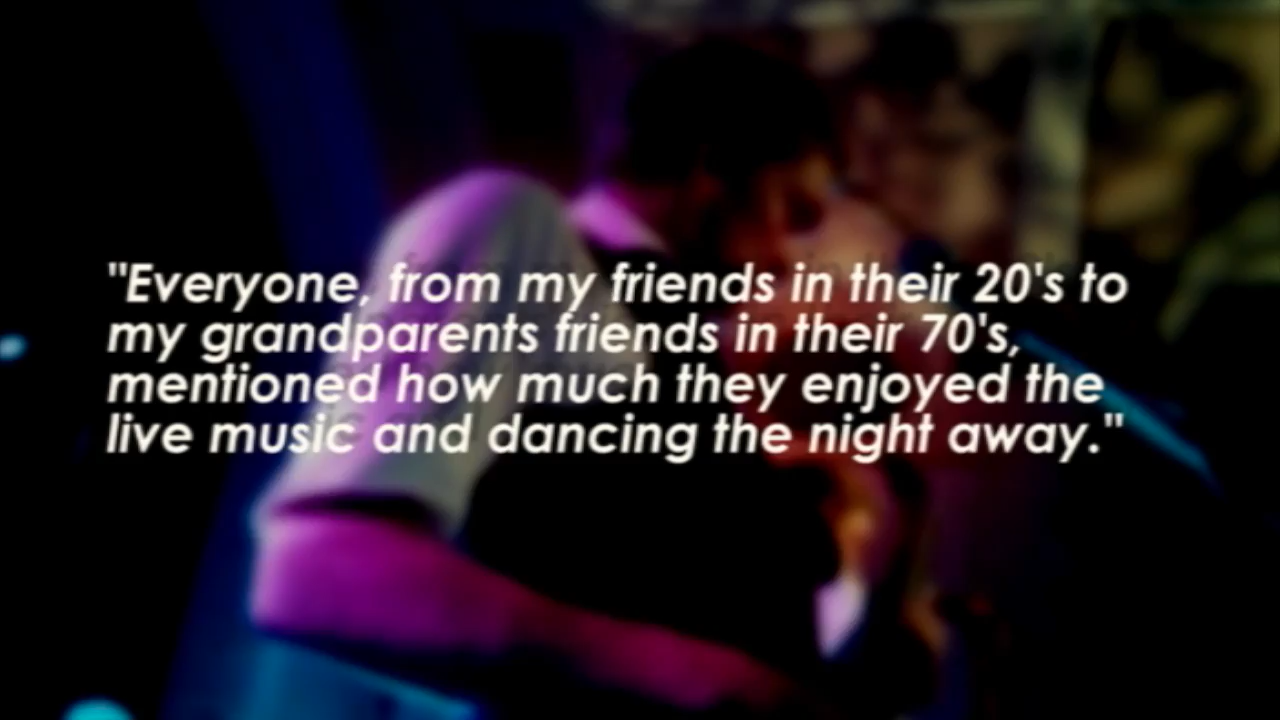 "Everyone, from my friends in their 20's to
my grandparents friends in their 70's,
mentioned how much they enjoyed the
live music and dancing the night away."